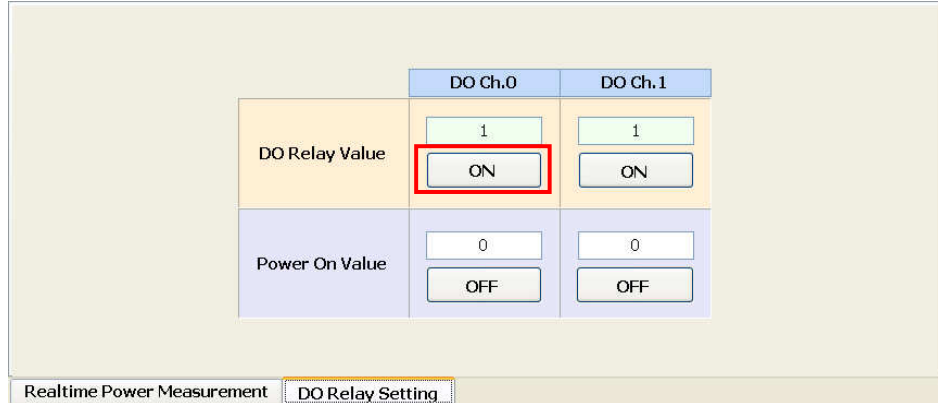 DO Ch.0 DO Ch.1
DO Relay Value
1 1
ON ON
Power On Value
0 0
OFF OFF
Realtime Power Measurement DO Relay Setting